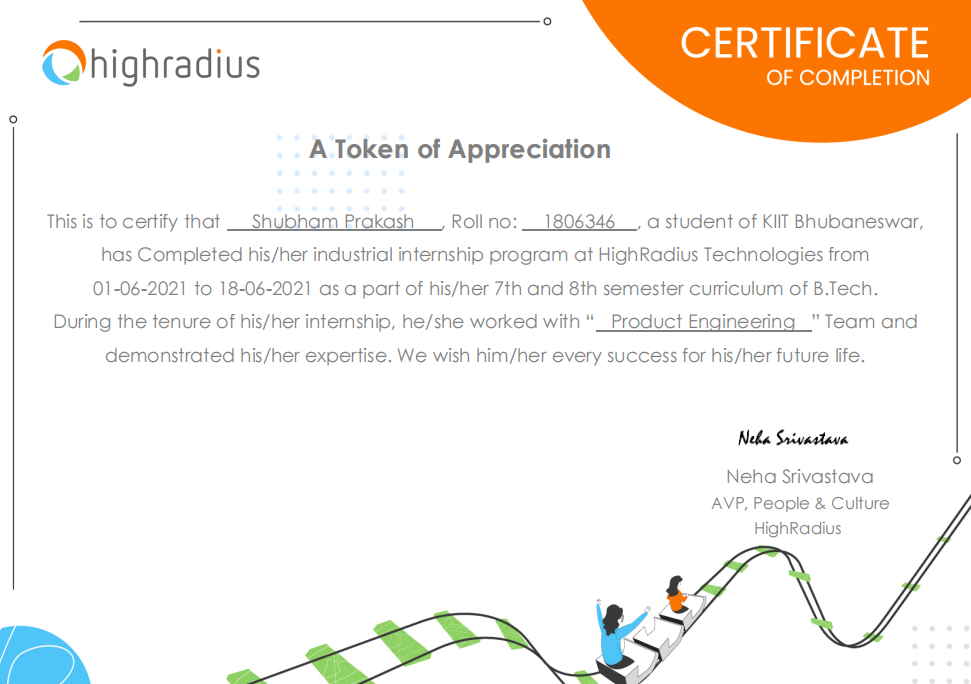 highradius
CERTIFICATE
OF COMPLETION
A Token of Appreciation
This is to certify that Shubham Prakash, Roll no: 1806346, a student of KIIT Bhubaneswar,
has Completed his/her industrial internship program at HighRadius Technologies from
01-06-2021 to 18-06-2021 as a part of his/her 7th and 8th semester curriculum of B.Tech.
During the tenure of his/her internship, he/she worked with “ Product Engineering ” Team and
demonstrated his/her expertise. We wish him/her every success for his/her future life.
Neha Srivastava
Neha Srivastava
AVP, People & Culture
HighRadius